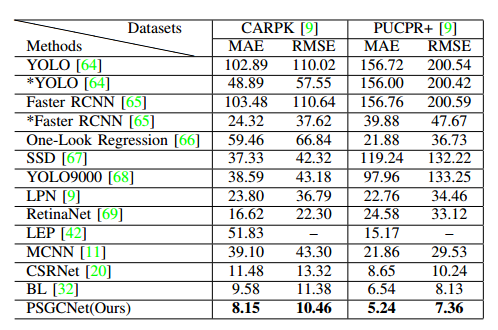 Datasets CARPK [9] PUCPR+ [9]
Methods MAE RMSE MAE RMSE
YOLO [64] 102.89 110.02 156.72 200.54
*YOLO [64] 48.89 57.55 156.00 200.42
Faster RCNN [65] 103.48 110.64 156.76 200.59
*Faster RCNN [65] 24.32 37.62 39.88 47.67
One-Look Regression [66] 59.46 66.84 21.88 36.73
SSD [67] 37.33 42.32 119.24 132.22
YOLO9000 [68] 38.59 43.18 97.96 133.25
LPN [9] 23.80 36.79 22.76 34.46
RetinaNet [69] 16.62 22.30 24.58 33.12
LEP [42] 51.83 – 15.17 –
MCNN [11] 39.10 43.30 21.86 29.53
CSRNet [20] 11.48 13.32 8.65 10.24
BL [32] 9.58 11.38 6.54 8.13
PSGCNet(Ours) 8.15 10.46 5.24 7.36